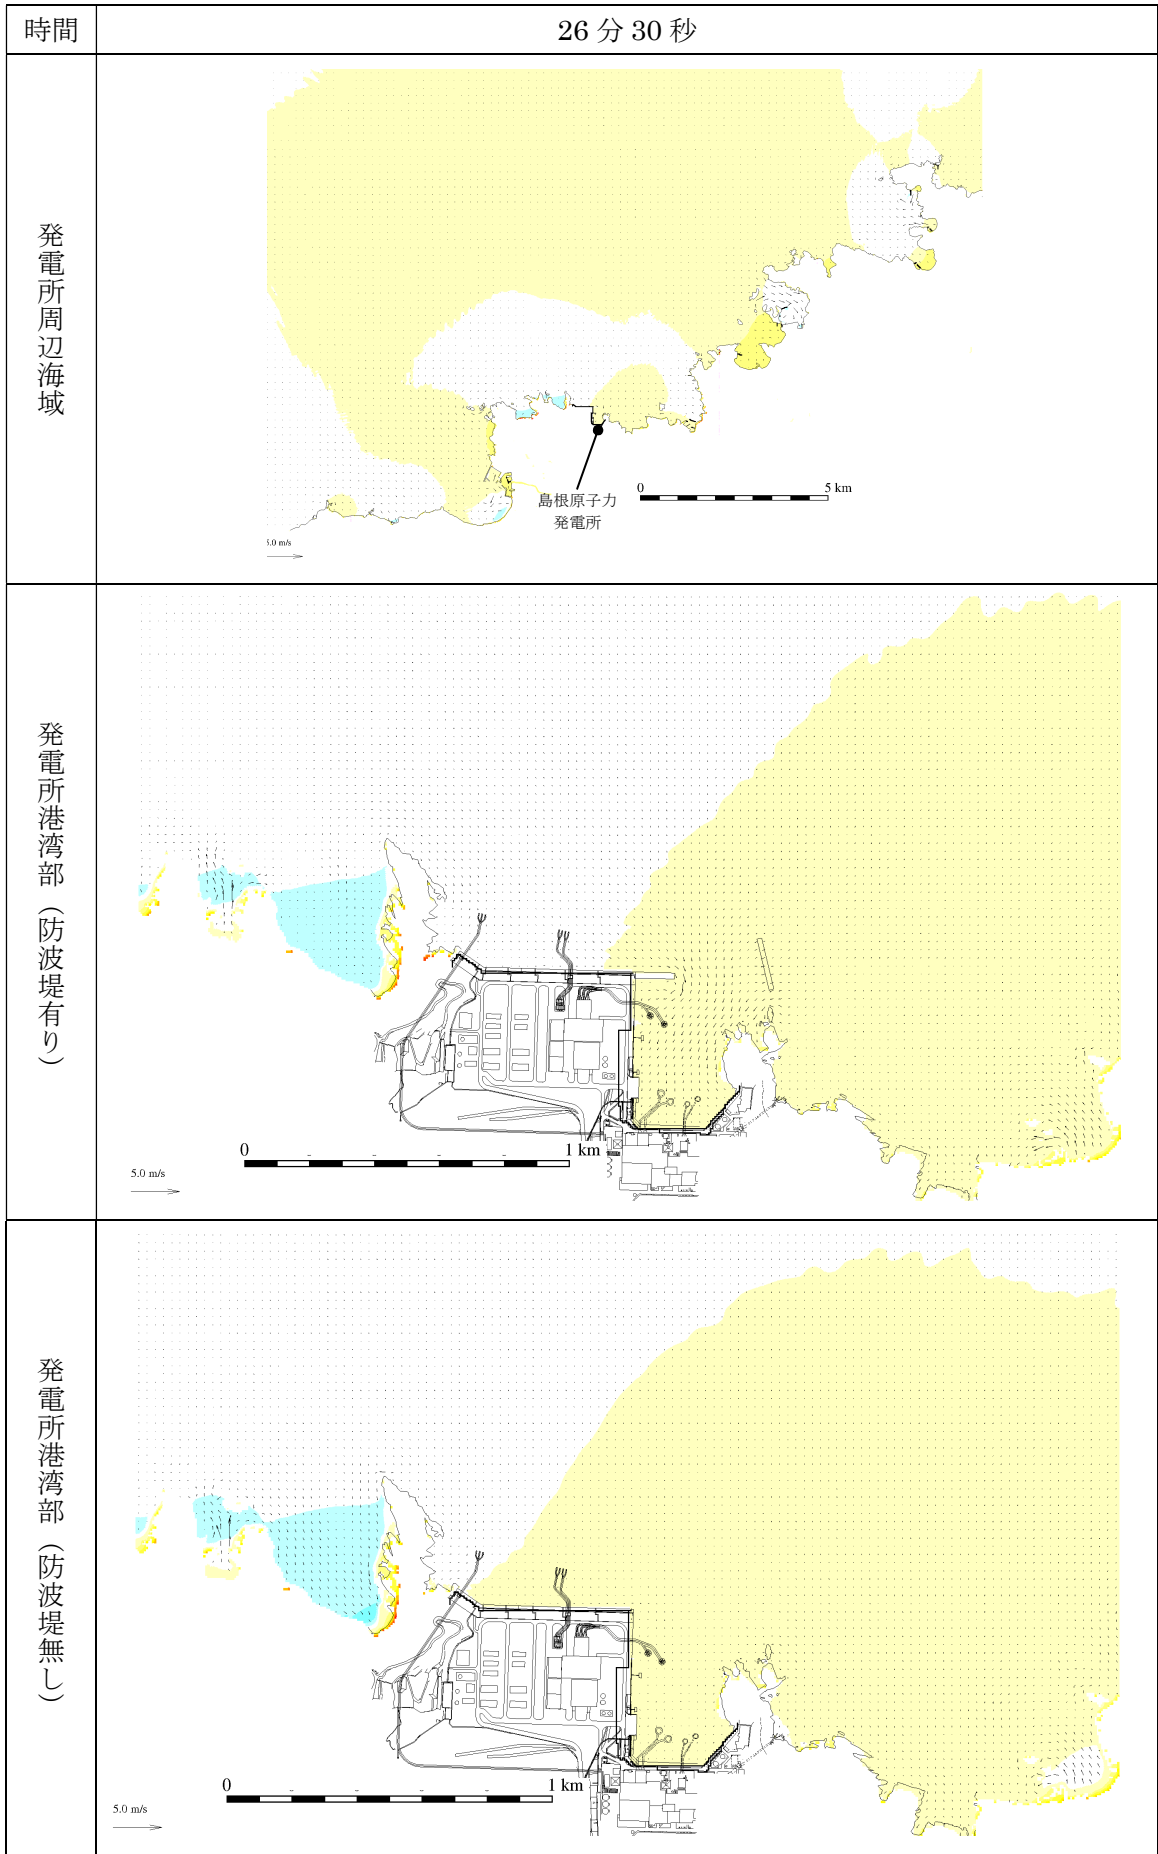 時間
26 分 30 秒
発電所周辺海域
島根原子力
発電所
0
5 km
5.0 m/s
発電所港湾部（防波堤有り）
0
1 km
5.0 m/s
発電所港湾部（防波堤無し）
0
1 km
5.0 m/s